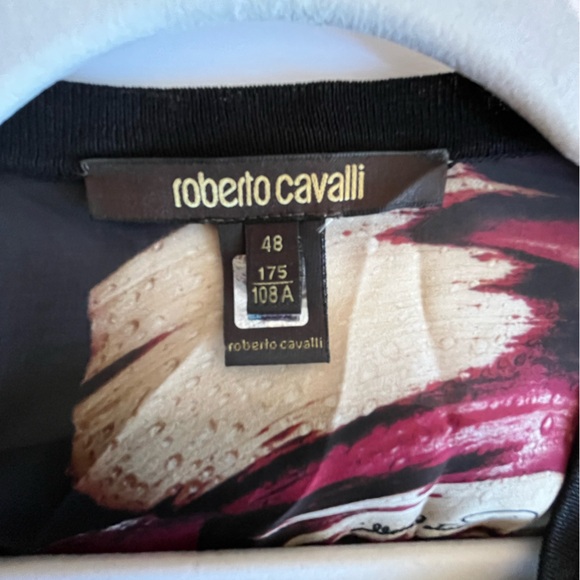 roberto cavalli
48
175
108 A
roberto cavalli